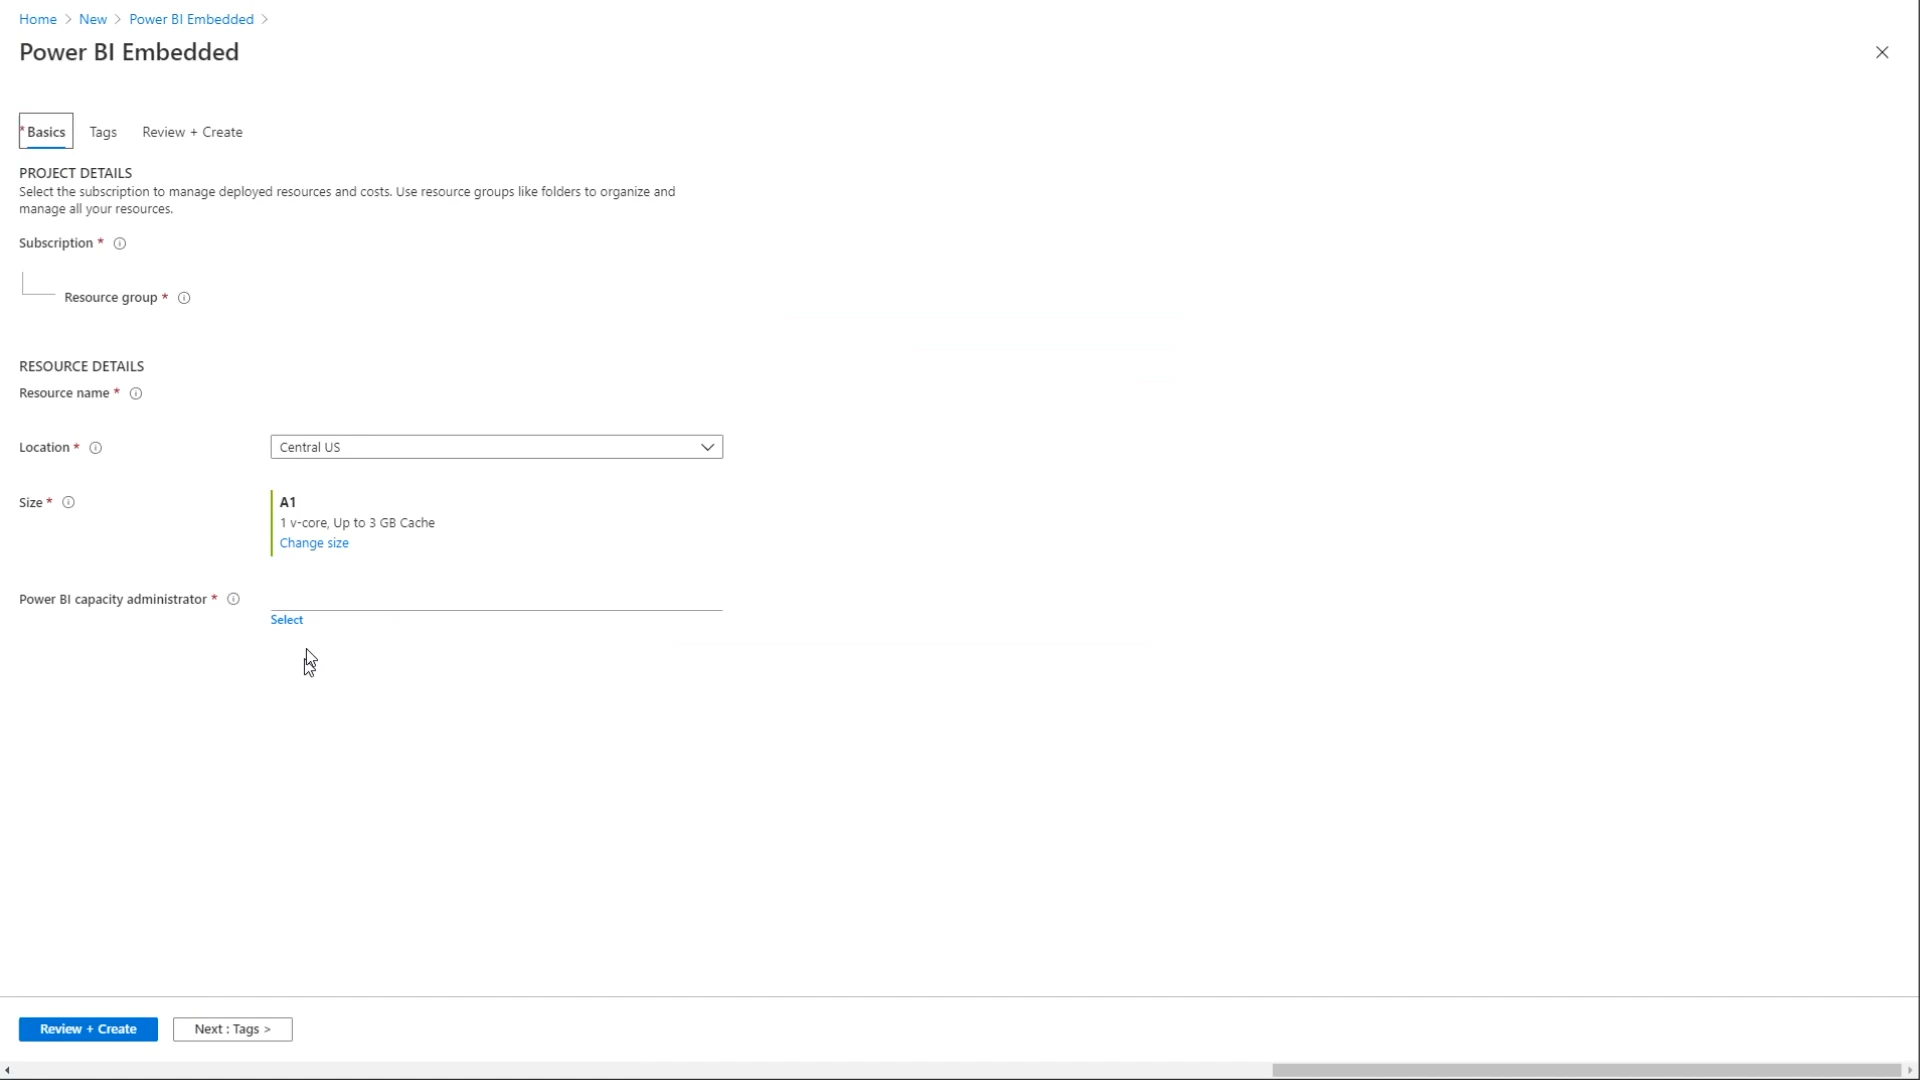 Home > New > Power BI Embedded >
Power BI Embedded
* Basics Tags Review + Create
PROJECT DETAILS
Select the subscription to manage deployed resources and costs. Use resource groups like folders to organize and
manage all your resources.
Subscription *
Resource group *
RESOURCE DETAILS
Resource name *
Location * Central US
Size * A1
1 v-core, Up to 3 GB Cache
Change size
Power BI capacity administrator *
Select
Review + Create Next : Tags >